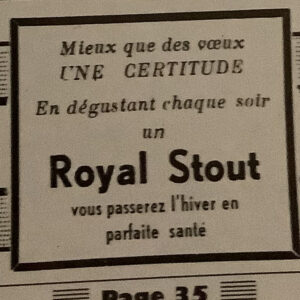 Mieux que des vœux
UNE CERTITUDE
En dégustant chaque soir
un
Royal Stout
vous passerez l'hiver en
parfaite santé
Page 35